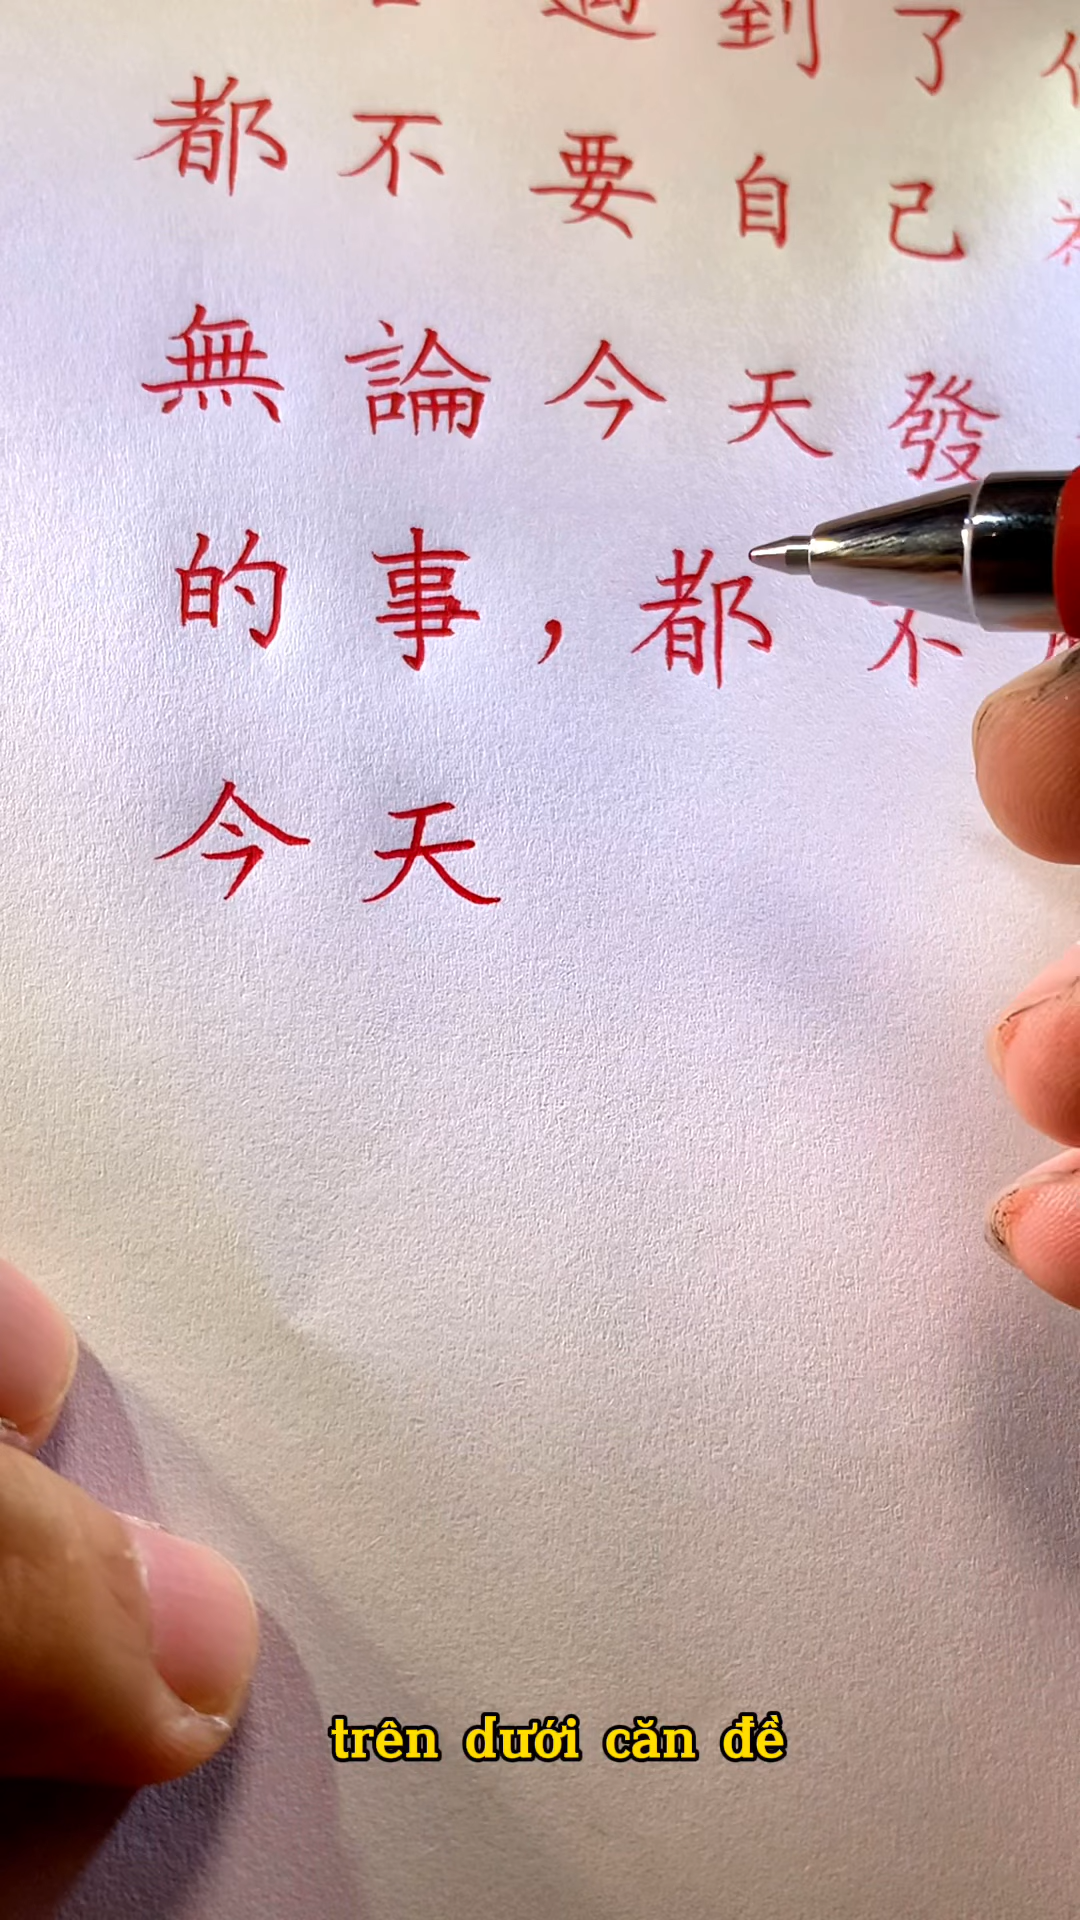 到了
都不要自己
無論今天發
的事，都不
今天
trên dưới căn đề